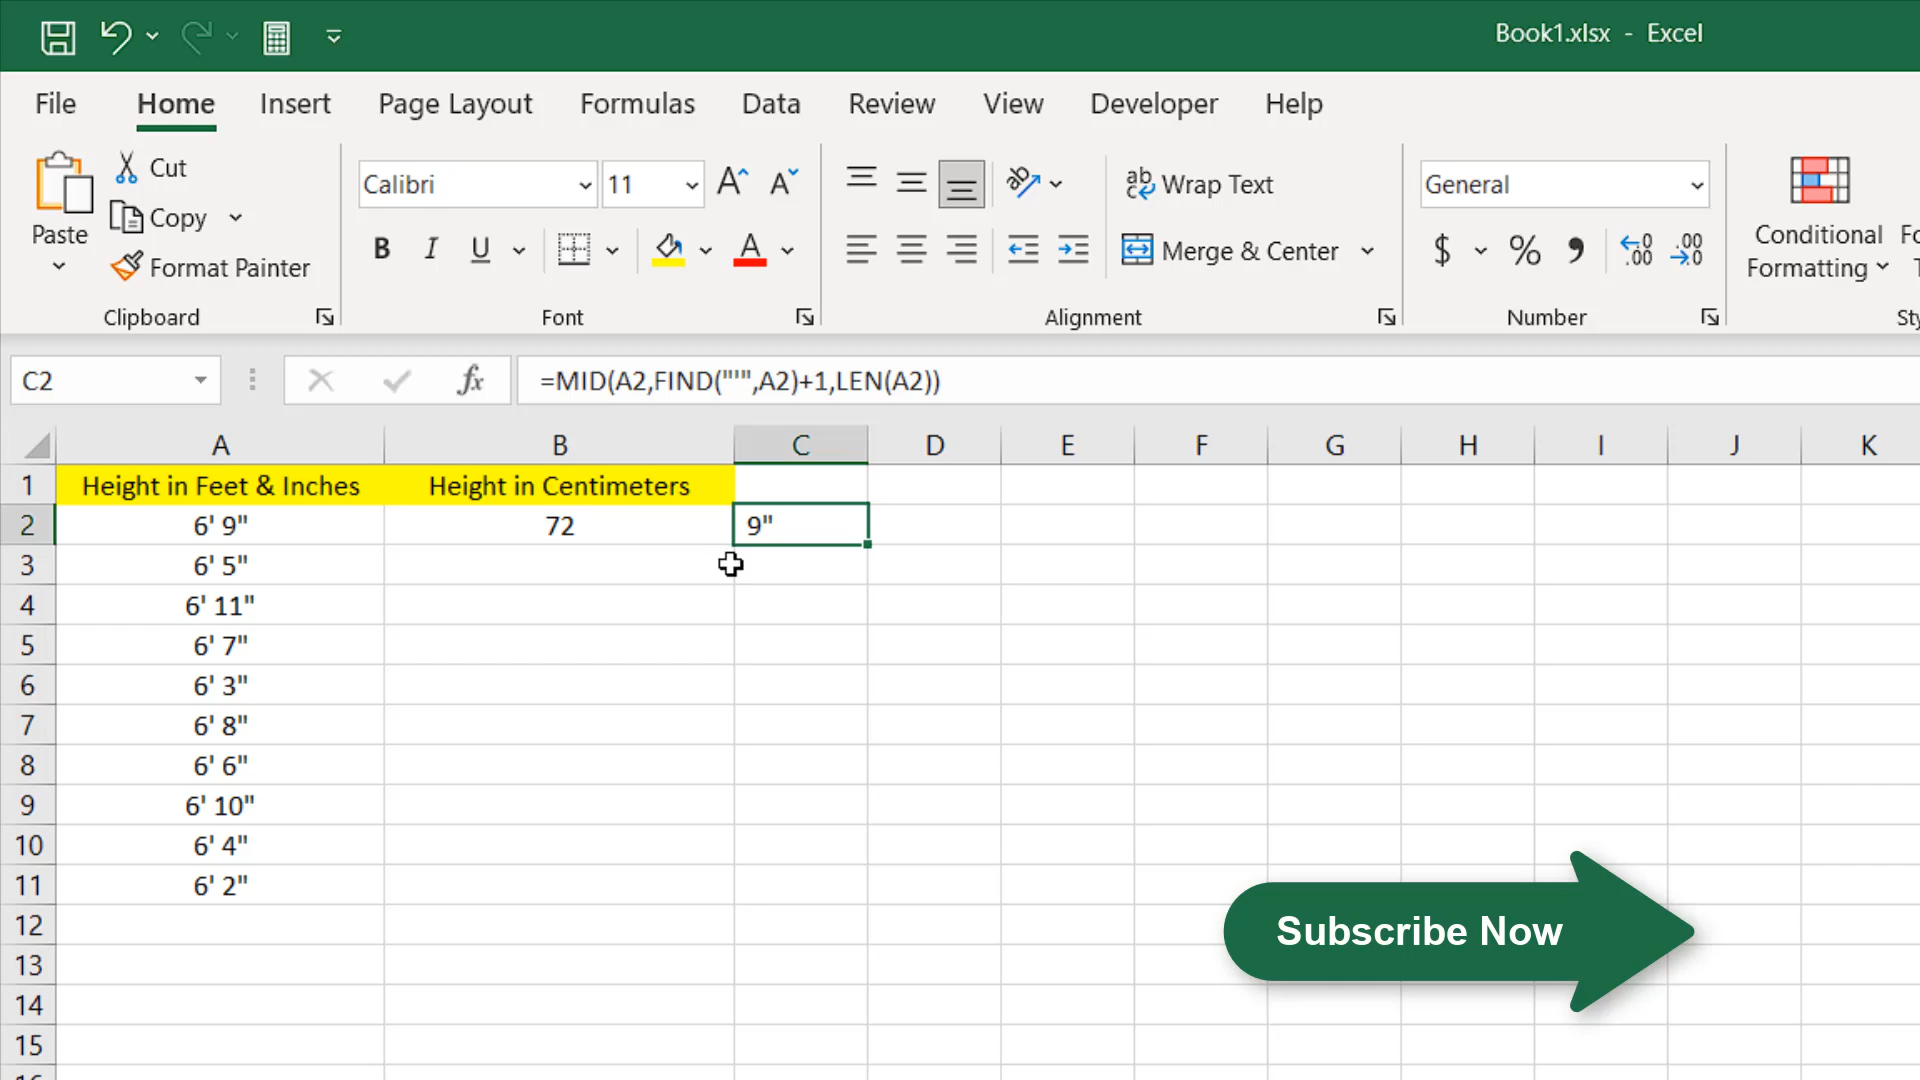 Book1.xlsx - Excel
File Home Insert Page Layout Formulas Data Review View Developer Help
Paste
Cut
Copy
Format Painter
Clipboard
Calibri 11
B I U A
Font
Wrap Text
Merge & Center
Alignment
General
$ % , .00 .00
Number
Conditional
Formatting
C2 fx =MID(A2,FIND("'",A2)+1,LEN(A2))
A B C D E F G H I J K
1 Height in Feet & Inches Height in Centimeters
2 6' 9" 72 9"
3 6' 5"
4 6' 11"
5 6' 7"
6 6' 3"
7 6' 8"
8 6' 6"
9 6' 10"
10 6' 4"
11 6' 2"
12
Subscribe Now
13
14
15